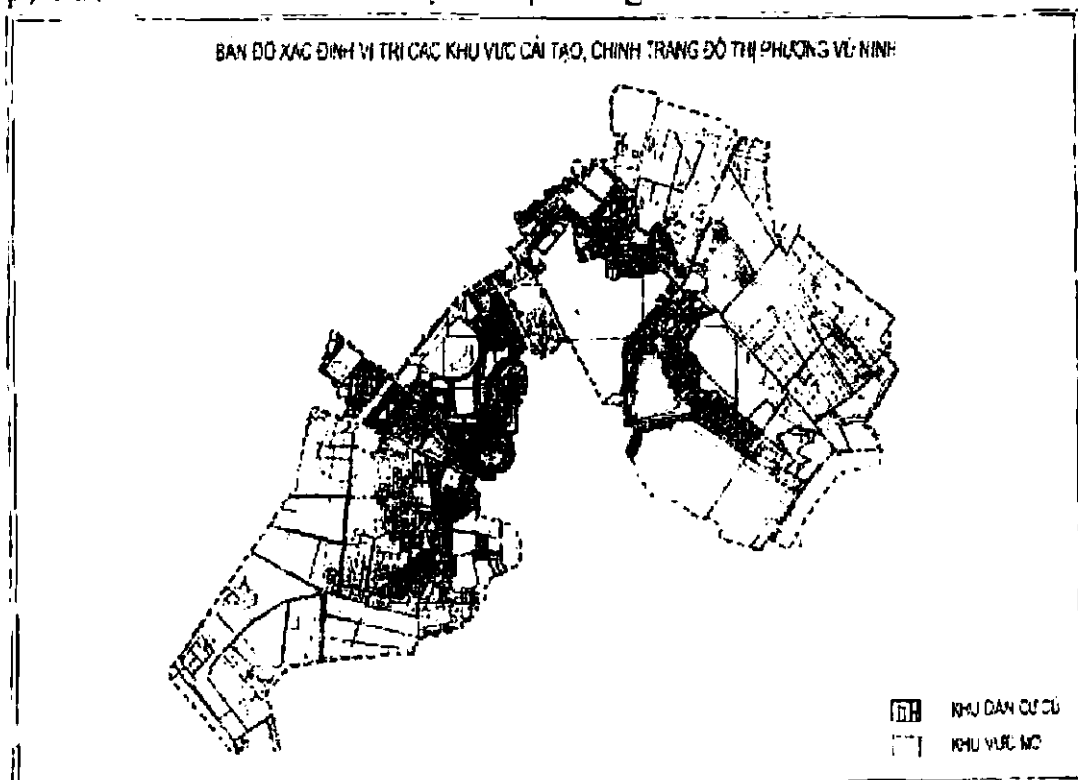 BẢN ĐỒ XÁC ĐỊNH VỊ TRÍ CÁC KHU VỰC CẢI TẠO, CHỈNH TRANG ĐÔ THỊ PHƯỜNG VŨ NINH
KHU DÂN CƯ CŨ
KHU VỰC MỚI